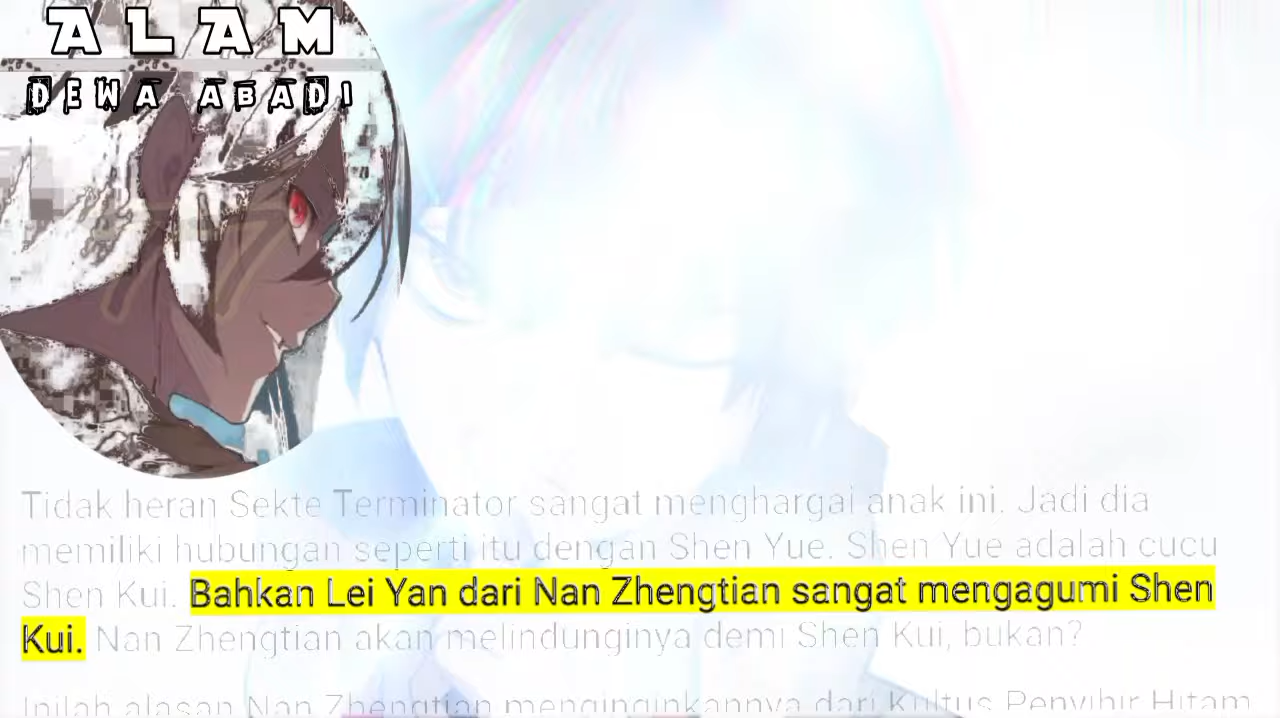 ALAM
DEWA ABADI
Tidak heran Sekte Terminator sangat menghargai anak ini. Jadi dia
memiliki hubungan seperti itu dengan Shen Yue. Shen Yue adalah cucu
Shen Kui. Bahkan Lei Yan dari Nan Zhengtian sangat mengagumi Shen
Kui. Nan Zhengtian akan melindunginya demi Shen Kui, bukan?
Inilah alasan Nan Zhengtian menginginkannya dari Kultus Penyihir Hitam